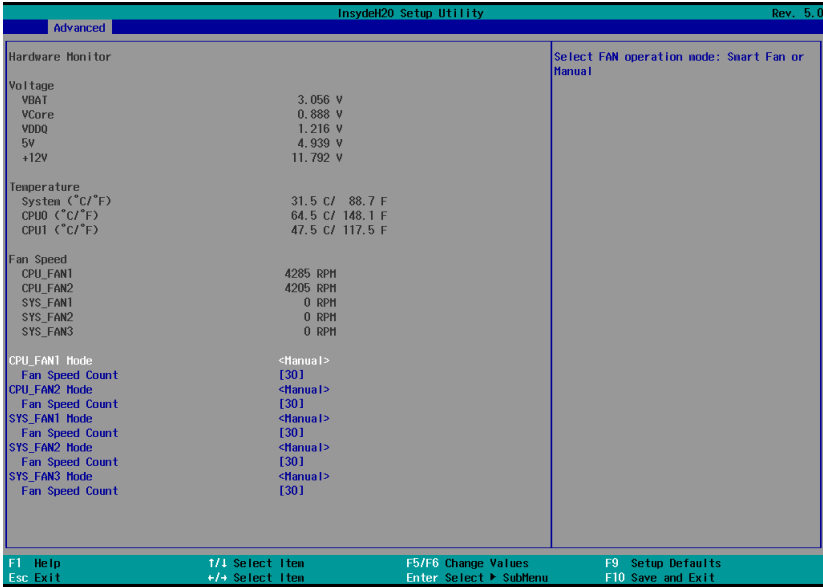 InsydeH2O Setup Utility Rev. 5.0
Advanced
Hardware Monitor
Select FAN operation mode: Smart Fan or
Manual
Voltage
VBAT 3.056 V
VCore 0.888 V
VDDQ 1.216 V
5V 4.939 V
+12V 11.792 V
Temperature
System (°C/°F) 31.5 C/ 88.7 F
CPU0 (°C/°F) 64.5 C/ 148.1 F
CPU1 (°C/°F) 47.5 C/ 117.5 F
Fan Speed
CPU_FAN1 4285 RPM
CPU_FAN2 4205 RPM
SYS_FAN1 0 RPM
SYS_FAN2 0 RPM
SYS_FAN3 0 RPM
CPU_FAN1 Mode <Manual>
Fan Speed Count [30]
CPU_FAN2 Mode <Manual>
Fan Speed Count [30]
SYS_FAN1 Mode <Manual>
Fan Speed Count [30]
SYS_FAN2 Mode <Manual>
Fan Speed Count [30]
SYS_FAN3 Mode <Manual>
Fan Speed Count [30]
F1 Help ↑/↓ Select Item F5/F6 Change Values F9 Setup Defaults
Esc Exit ←/→ Select Item Enter Select ▶ SubMenu F10 Save and Exit